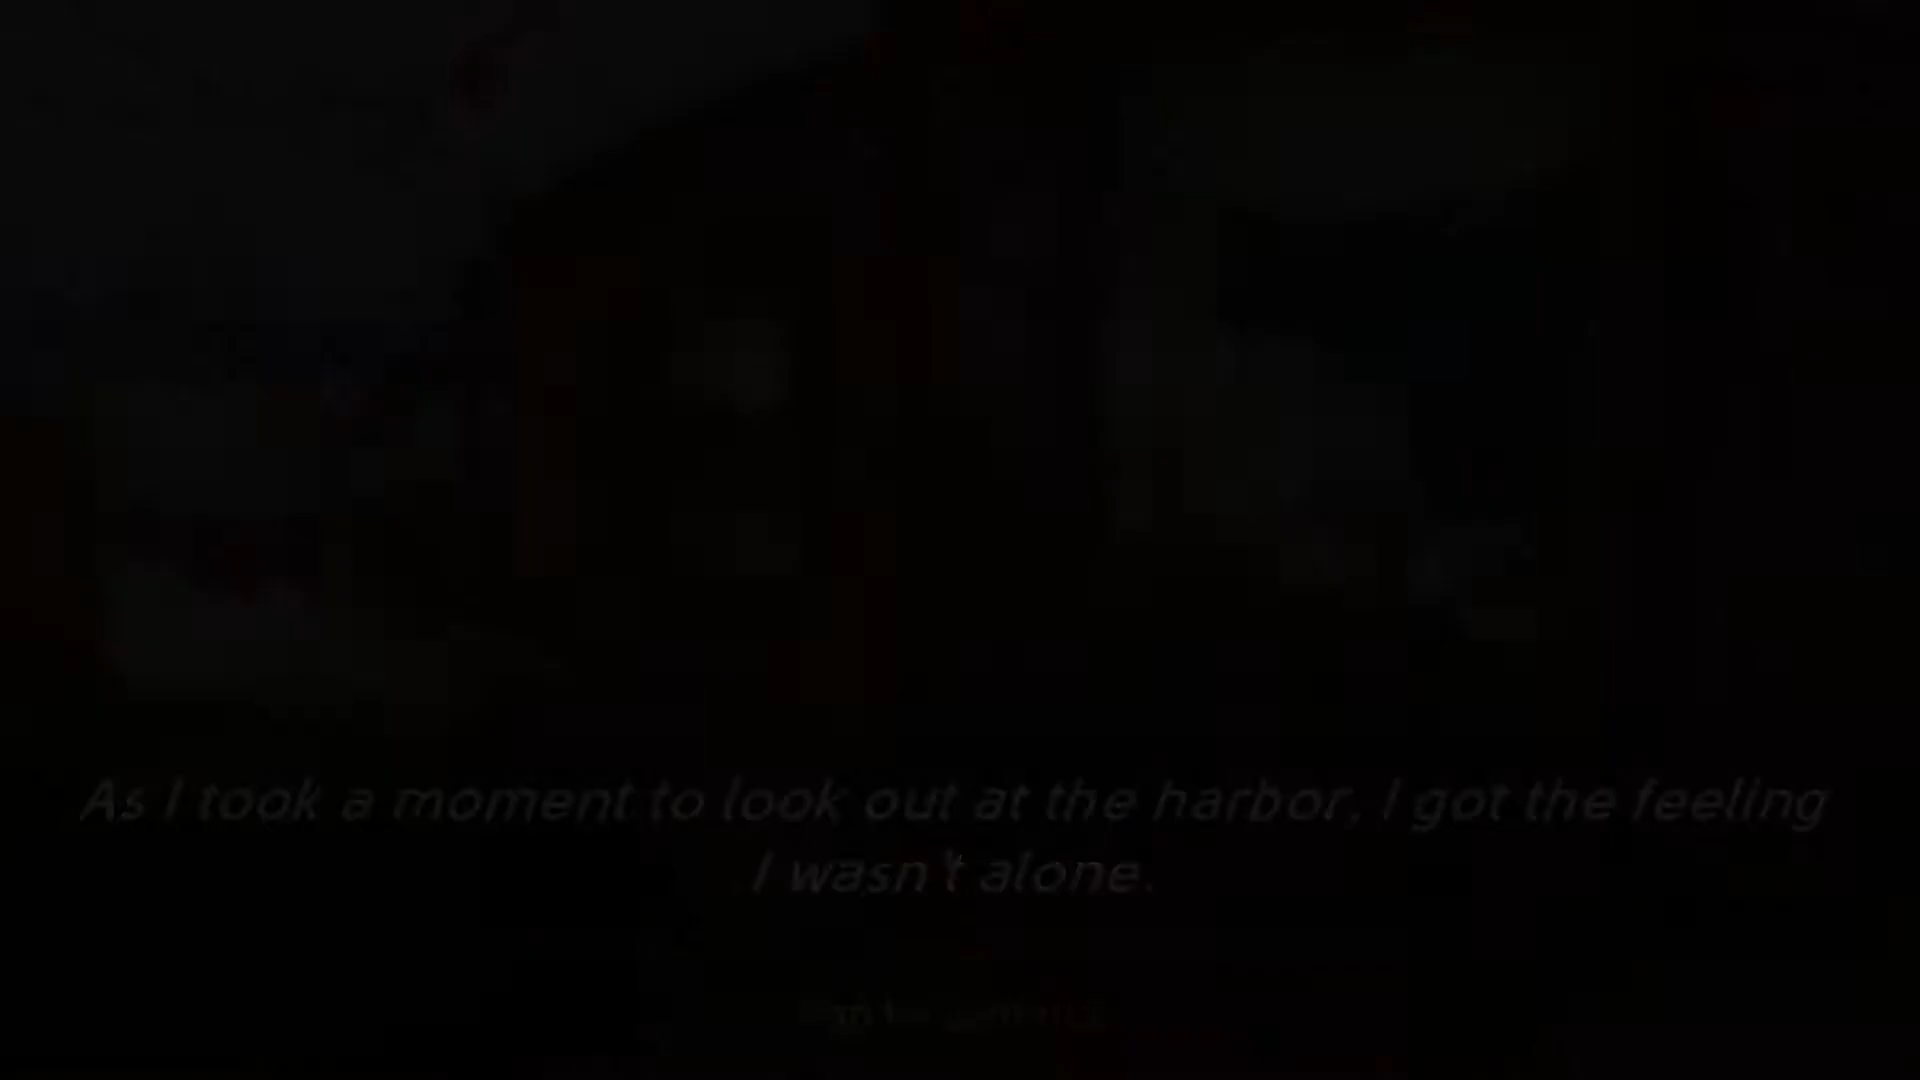 As I took a moment to look out at the harbor, I got the feeling
I wasn't alone.